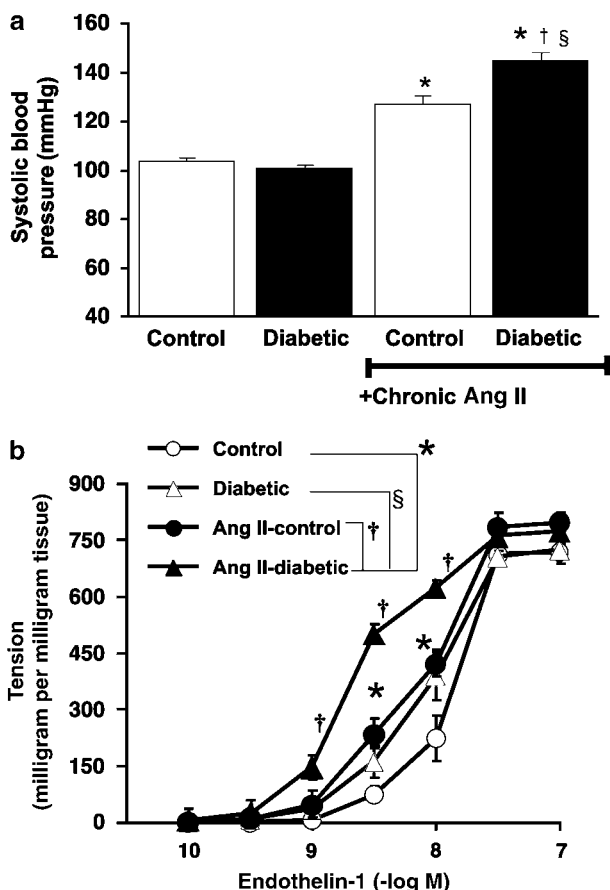 a
Systolic blood
pressure (mmHg)
160
140
120
100
80
60
40
*
* † §
Control Diabetic Control Diabetic
+Chronic Ang II
b
Control
Diabetic
Ang II-control
Ang II-diabetic
*
§
†
Tension
(milligram per milligram tissue)
900
750
600
450
300
150
0
†
†
†
*
*
10 9 8 7
Endothelin-1 (-log M)